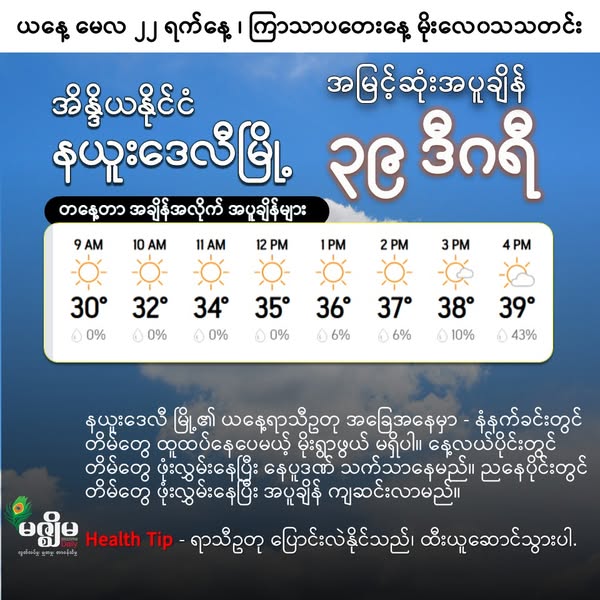 ယနေ့ မေလ ၂၂ ရက်နေ့ ၊ ကြာသာပတေးနေ့ မိုးလေဝသသတင်း
အိန္ဒိယနိုင်ငံ
နယူးဒေလီမြို့
အမြင့်ဆုံးအပူချိန်
၃၉ ဒီဂရီ
တနေ့တာ အချိန်အလိုက် အပူချိန်များ
9 AM 10 AM 11 AM 12 PM 1 PM 2 PM 3 PM 4 PM
30° 32° 34° 35° 36° 37° 38° 39°
0% 0% 0% 0% 6% 6% 10% 43%
နယူးဒေလီ မြို့၏ ယနေ့ရာသီဥတု အခြေအနေမှာ - နံနက်ခင်းတွင်
တိမ်တွေ ထူထပ်နေပေမယ့် မိုးရွာဖွယ် မရှိပါ။ နေ့လယ်ပိုင်းတွင်
တိမ်တွေ ဖုံးလွှမ်းနေပြီး နေပူဒဏ် သက်သာနေမည်။ ညနေပိုင်းတွင်
တိမ်တွေ ဖုံးလွှမ်းနေပြီး အပူချိန် ကျဆင်းလာမည်။
မဇ္ဈိမ
Health Tip - ရာသီဥတု ပြောင်းလဲနိုင်သည်၊ ထီးယူဆောင်သွားပါ.